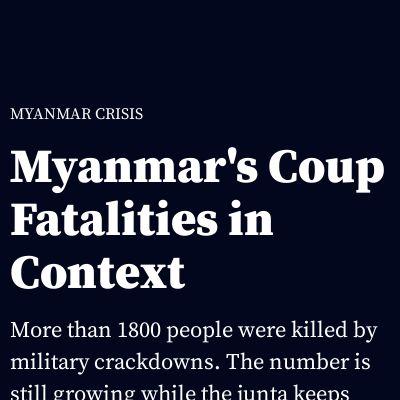 MYANMAR CRISIS
Myanmar's Coup
Fatalities in
Context
More than 1800 people were killed by
military crackdowns. The number is
still growing while the junta keeps